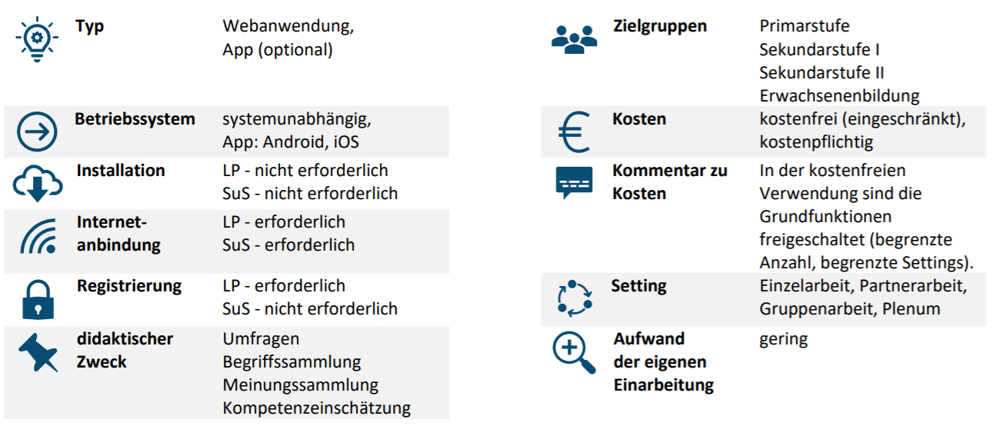 Typ Webanwendung,
App (optional)
Betriebssystem systemunabhängig,
App: Android, iOS
Installation LP - nicht erforderlich
SuS - nicht erforderlich
Internet- LP - erforderlich
anbindung SuS - erforderlich
Registrierung LP - erforderlich
SuS - nicht erforderlich
didaktischer Umfragen
Zweck Begriffssammlung
Meinungssammlung
Kompetenzeinschätzung
Zielgruppen Primarstufe
Sekundarstufe I
Sekundarstufe II
Erwachsenenbildung
Kosten kostenfrei (eingeschränkt),
kostenpflichtig
Kommentar zu In der kostenfreien
Kosten Verwendung sind die
Grundfunktionen
freigeschaltet (begrenzte
Anzahl, begrenzte Settings).
Setting Einzelarbeit, Partnerarbeit,
Gruppenarbeit, Plenum
Aufwand gering
der eigenen
Einarbeitung